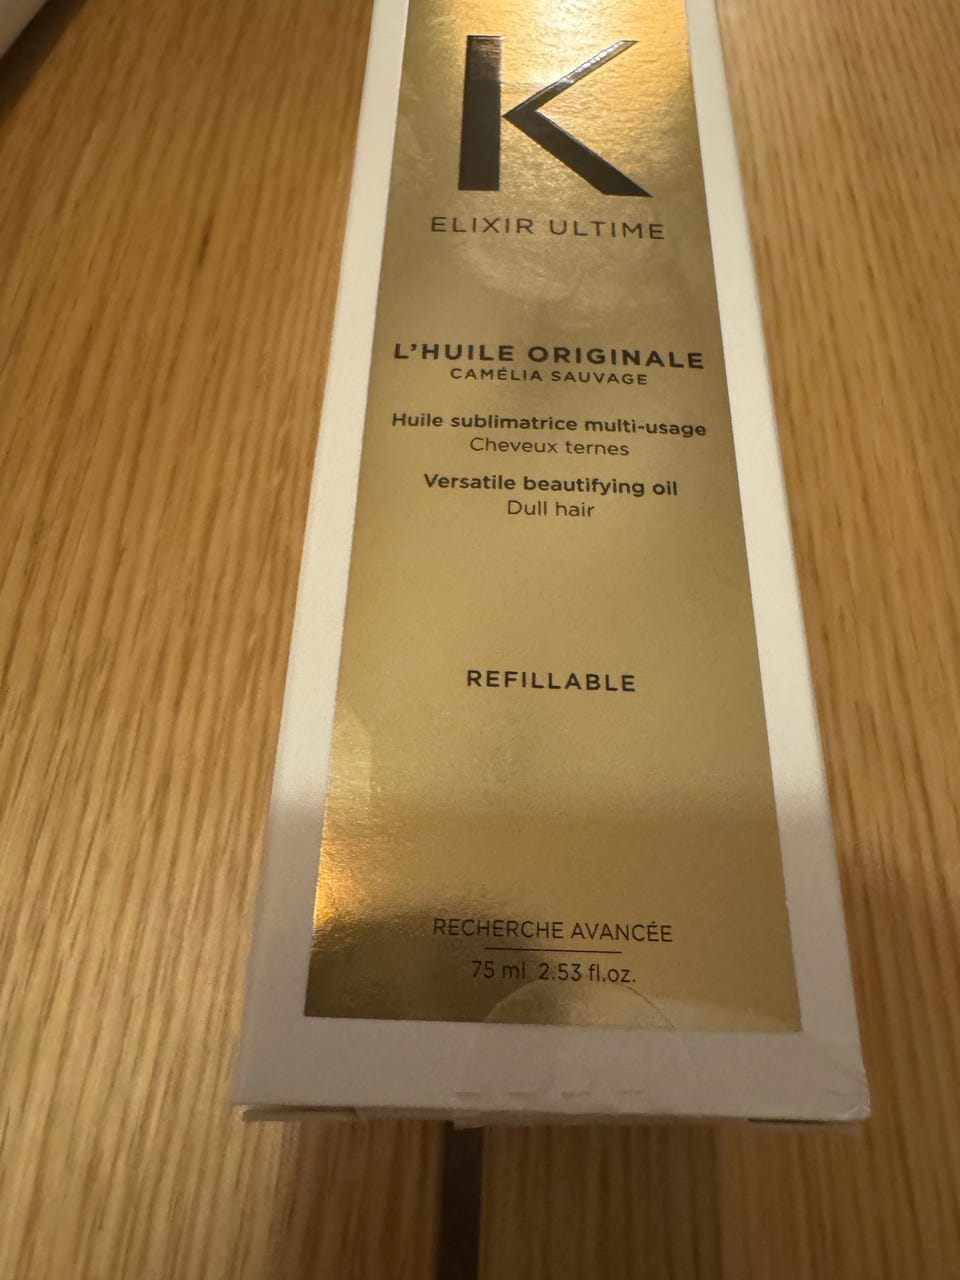 K
ELIXIR ULTIME
L'HUILE ORIGINALE
CAMÉLIA SAUVAGE
Huile sublimatrice multi-usage
Cheveux ternes
Versatile beautifying oil
Dull hair
REFILLABLE
RECHERCHE AVANCÉE
75 ml 2.53 fl.oz.